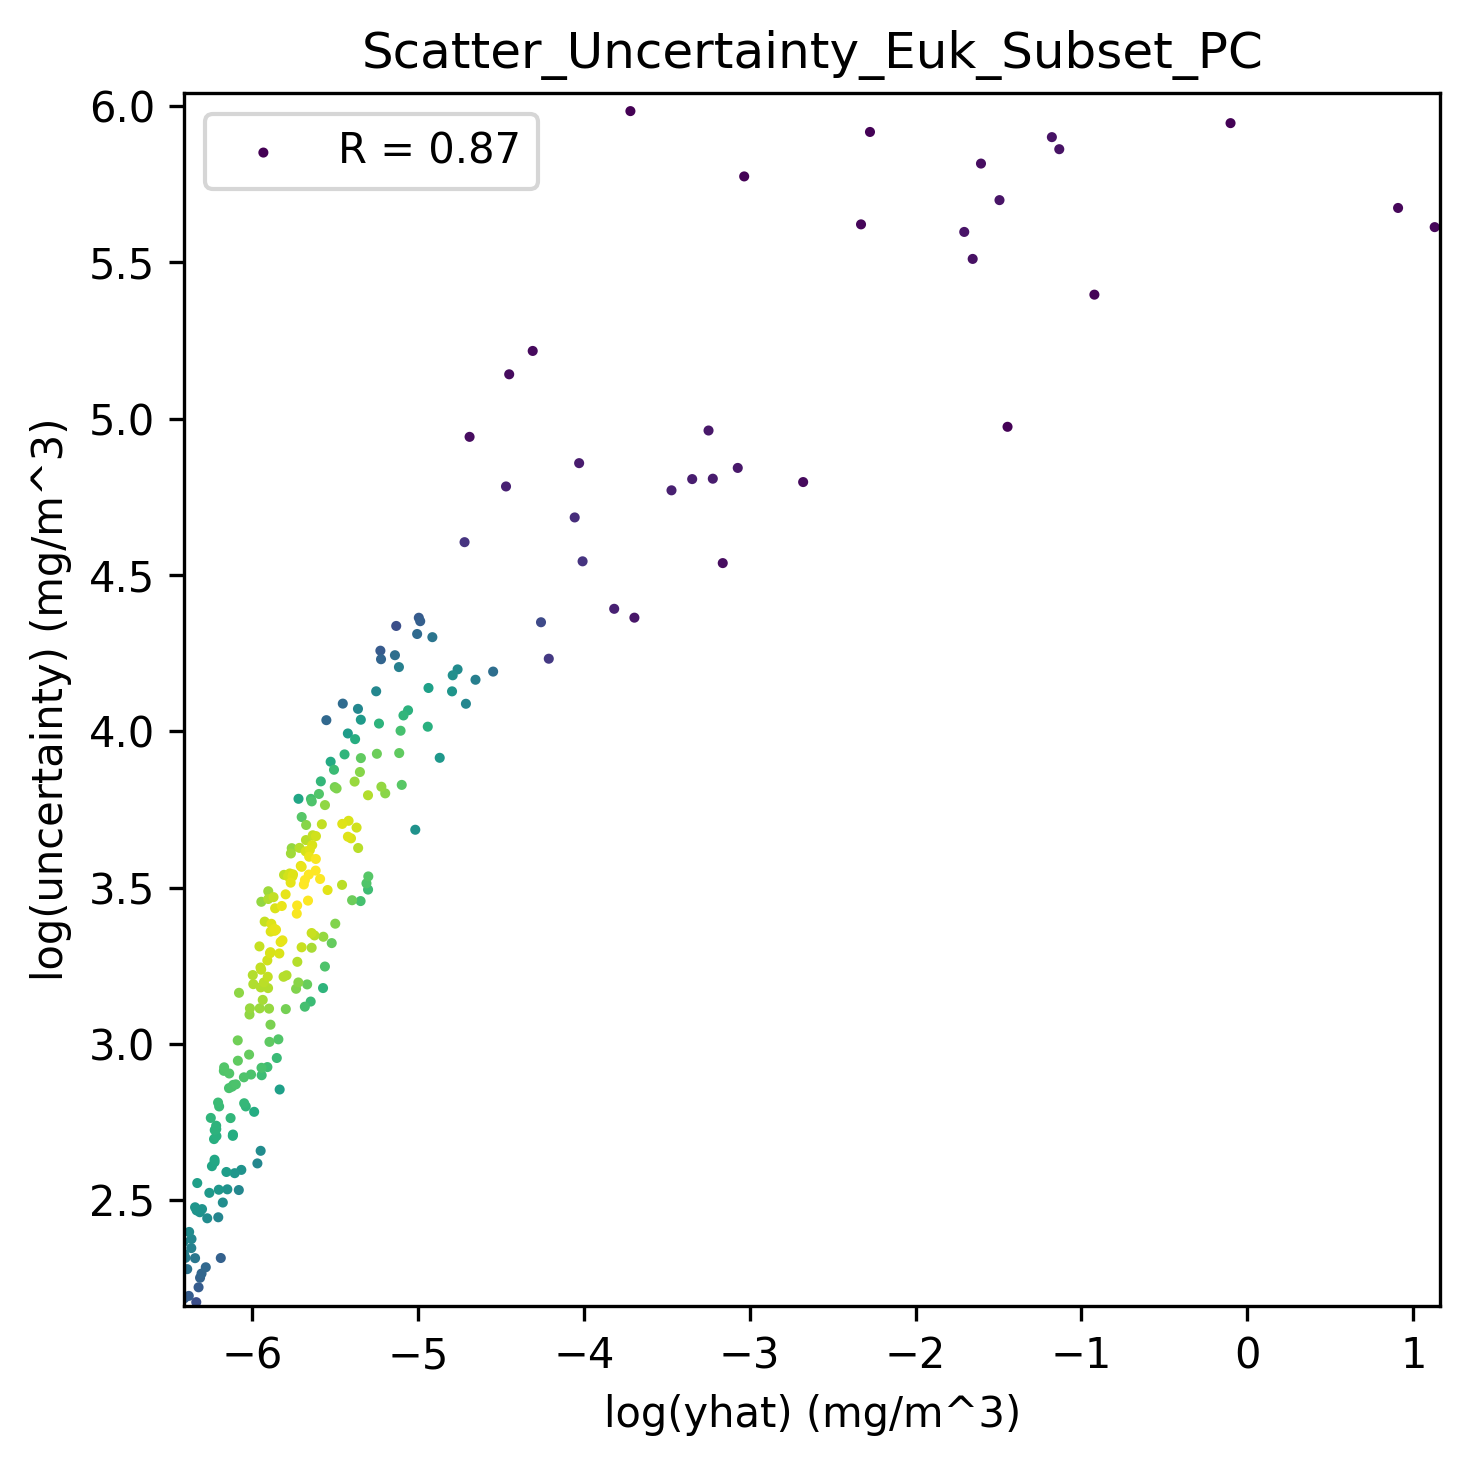 Scatter_Uncertainty_Euk_Subset_PC
R = 0.87
6.0
5.5
5.0
4.5
4.0
3.5
3.0
2.5
log(uncertainty) (mg/m^3)
−6 −5 −4 −3 −2 −1 0 1
log(yhat) (mg/m^3)